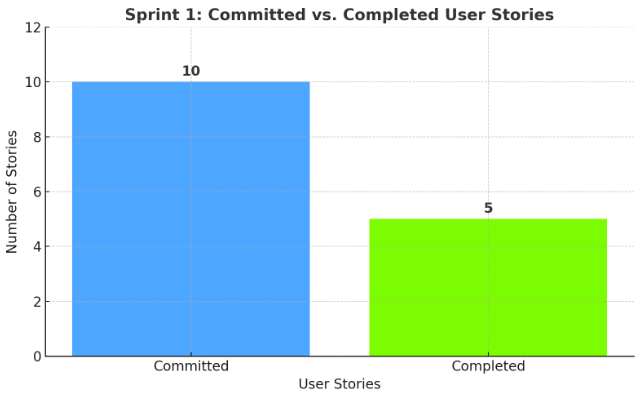 Sprint 1: Committed vs. Completed User Stories
12
10
8
6
4
2
0
Number of Stories
10
5
Committed
Completed
User Stories